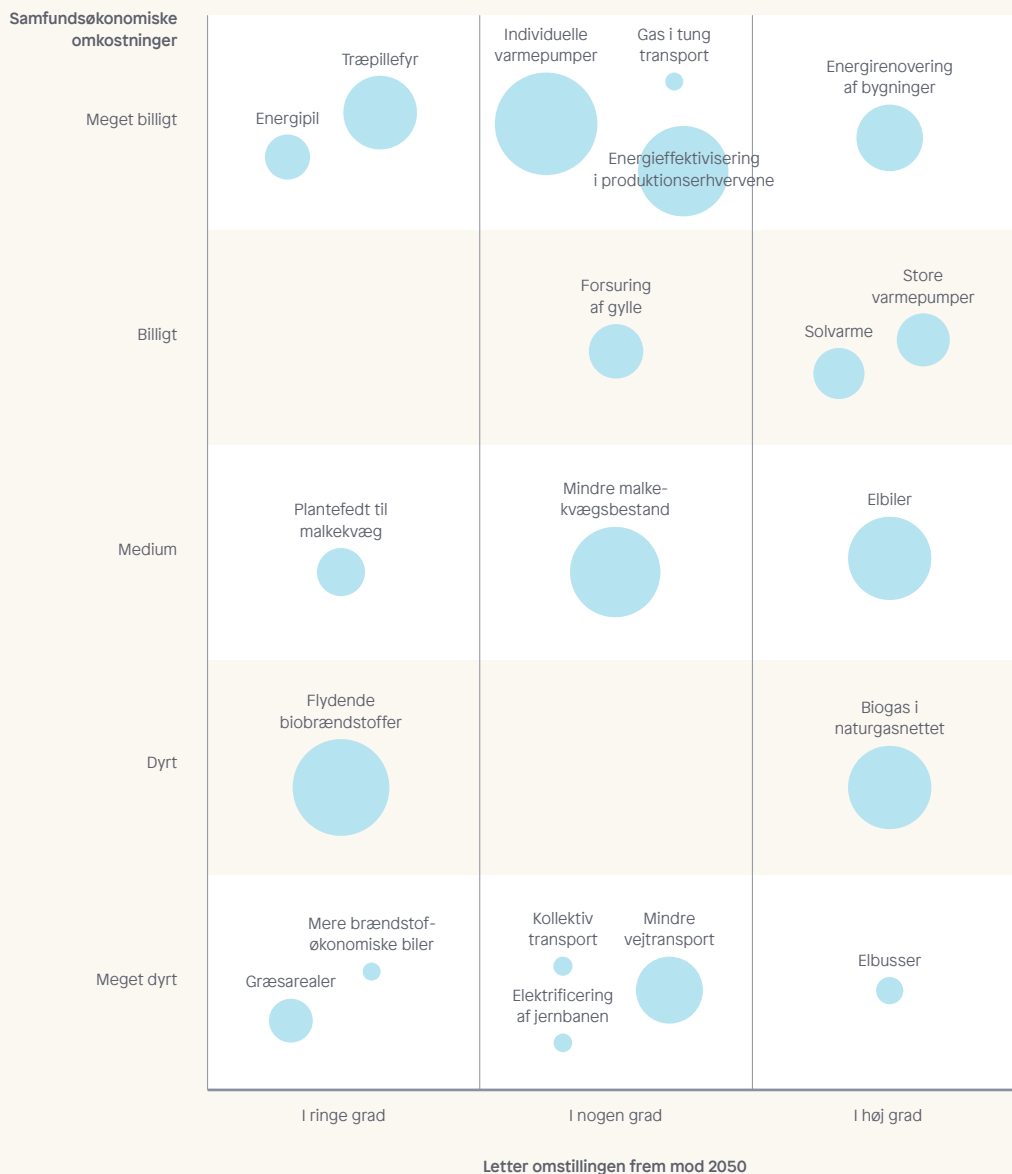 Samfundsøkonomiske
omkostninger
Meget billigt
Træpillefyr
Energipil
Individuelle
varmepumper
Gas i tung
transport
Energieffektivisering
i produktionserhvervene
Energirenovering
af bygninger
Billigt
Forsuring
af gylle
Store
varmepumper
Solvarme
Medium
Plantefedt til
malkekvæg
Mindre malke-
kvægsbestand
Elbiler
Dyrt
Flydende
biobrændstoffer
Biogas i
naturgasnettet
Meget dyrt
Mere brændstof-
økonomiske biler
Græsarealer
Kollektiv
transport
Mindre
vejtransport
Elektrificering
af jernbanen
Elbusser
I ringe grad
I nogen grad
I høj grad
Letter omstillingen frem mod 2050